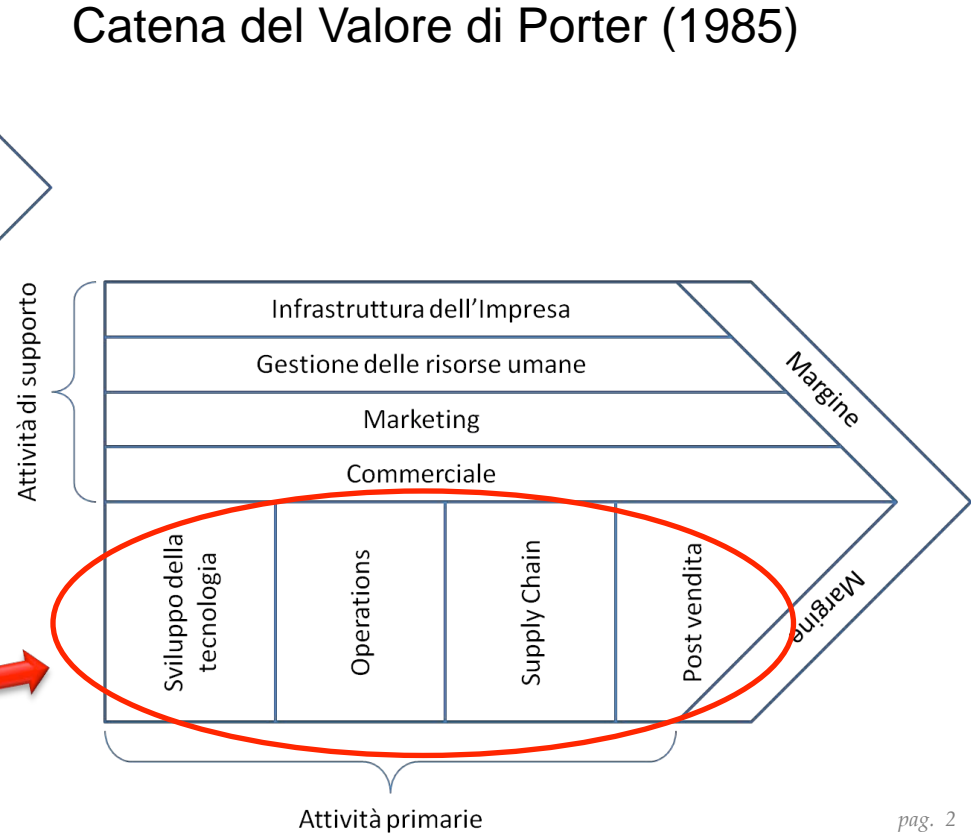 Catena del Valore di Porter (1985)
Attività di supporto
Infrastruttura dell’Impresa
Gestione delle risorse umane
Marketing
Commerciale
Margine
Sviluppo della
tecnologia
Operations
Supply Chain
Post vendita
Margine
Attività primarie
pag. 2